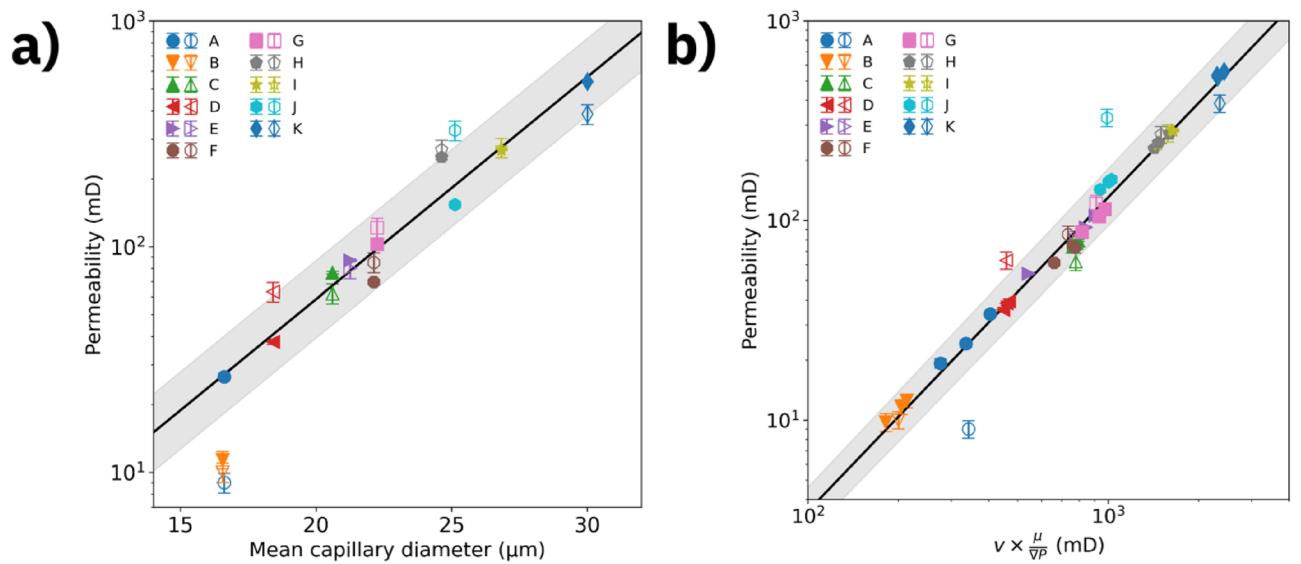 a)
10³
A
B
C
D
E
F
G
H
I
J
K
10²
10¹
Permeability (mD)
15
20
25
30
Mean capillary diameter (μm)
b)
10³
A
B
C
D
E
F
G
H
I
J
K
10²
10¹
Permeability (mD)
10²
10³
v × μ/∇P (mD)